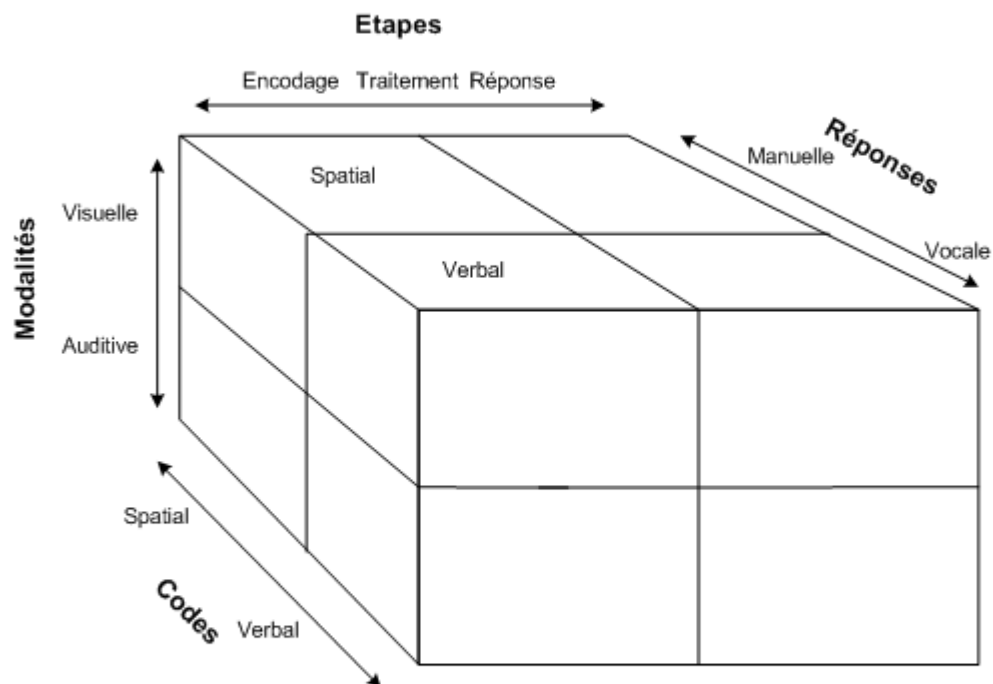 Etapes
Encodage Traitement Réponse
Réponses
Manuelle
Vocale
Spatial
Verbal
Modalités
Visuelle
Auditive
Codes
Spatial
Verbal